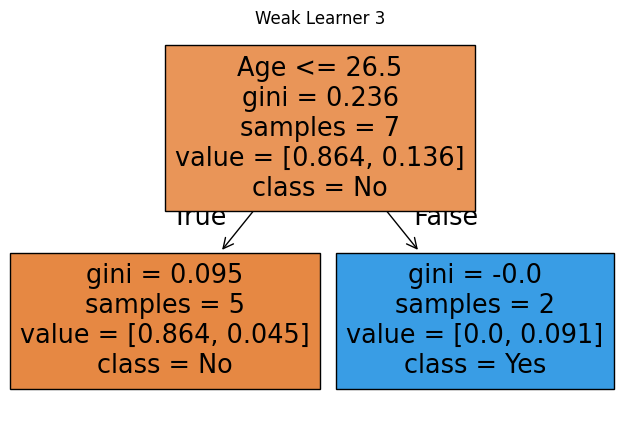 Weak Learner 3
Age <= 26.5
gini = 0.236
samples = 7
value = [0.864, 0.136]
class = No
True
False
gini = 0.095
samples = 5
value = [0.864, 0.045]
class = No
gini = -0.0
samples = 2
value = [0.0, 0.091]
class = Yes